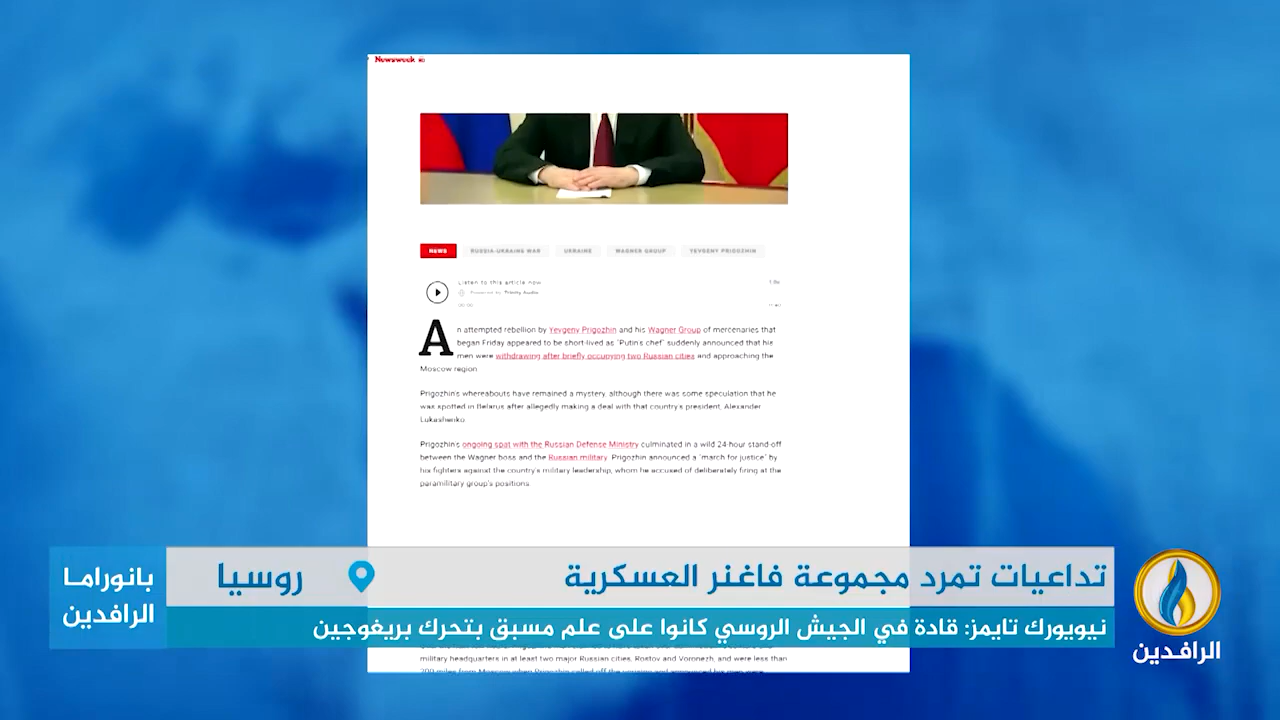 Newsweek
NEWS
RUSSIA-UKRAINE WAR
UKRAINE
WAGNER GROUP
YEVGENY PRIGOZHIN
Listen to this article now
Powered by Trinity Audio
00:00
An attempted rebellion by Yevgeny Prigozhin and his Wagner Group of mercenaries that
began Friday appeared to be short-lived as "Putin's chef" suddenly announced that his
men were withdrawing after briefly occupying two Russian cities and approaching the
Moscow region
Prigozhin's whereabouts have remained a mystery, although there was some speculation that he
was spotted in Belarus after allegedly making a deal with that country's president, Alexander
Lukashenko
Prigozhin's ongoing spat with the Russian Defense Ministry culminated in a wild 24-hour stand-off
between the Wagner boss and the Russian military. Prigozhin announced a "march for justice" by
his fighters against the country's military leadership, whom he accused of deliberately firing at the
paramilitary group's positions.
تداعيات تمرد مجموعة فاغنر العسكرية
روسيا
بانوراما
الرافدين
نيويورك تايمز: قادة في الجيش الروسي كانوا على علم مسبق بتحرك بريغوجين
الرافدين
military headquarters in at least two major Russian cities, Rostov and Voronezh, and were less than